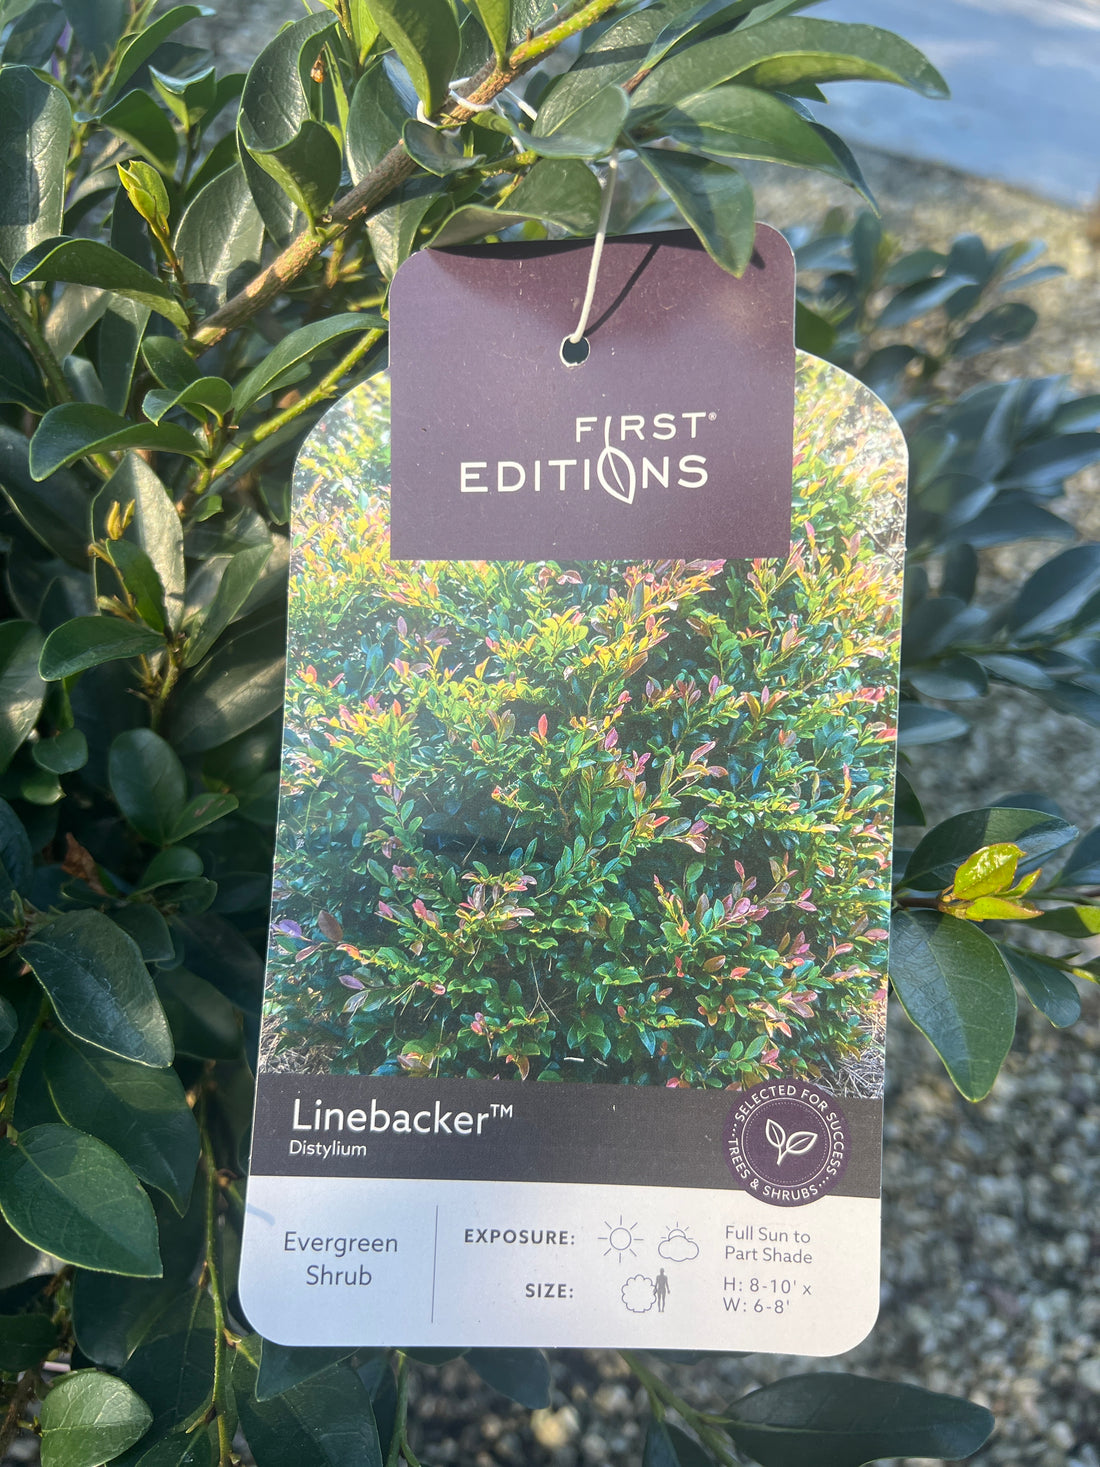 FIRST®
EDITIONS
Linebacker™
Distylium
SELECTED FOR SUCCESS
TREES & SHRUBS
Evergreen
Shrub
EXPOSURE:
Full Sun to
Part Shade
SIZE:
H: 8-10' x
W: 6-8'